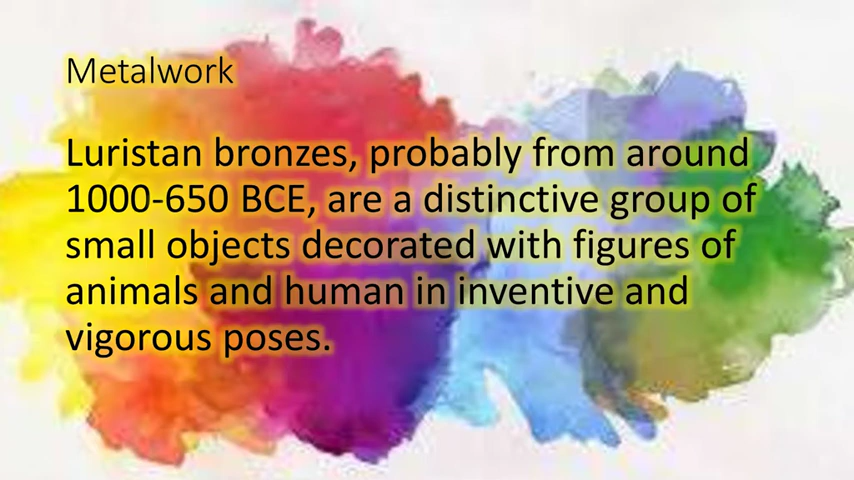 Metalwork
Luristan bronzes, probably from around
1000-650 BCE, are a distinctive group of
small objects decorated with figures of
animals and human in inventive and
vigorous poses.